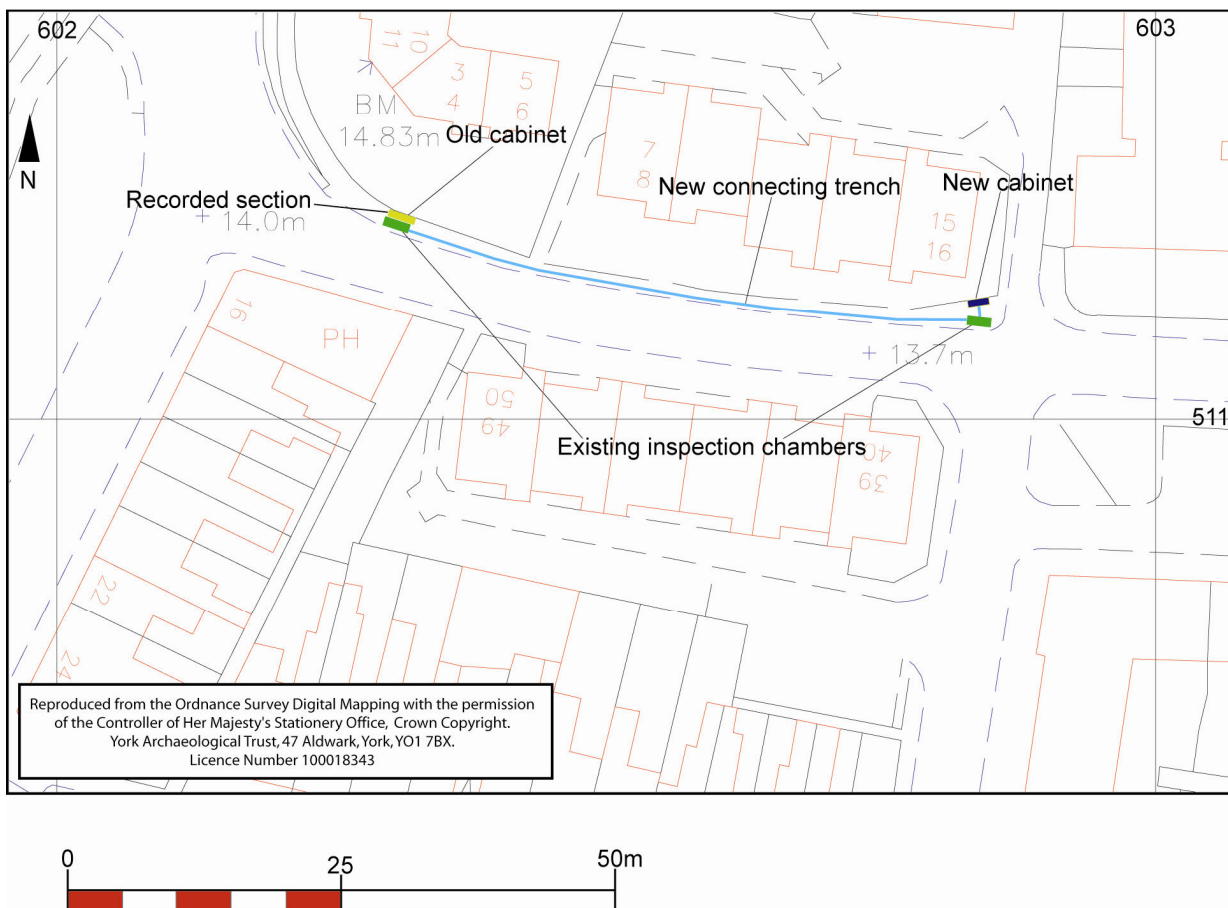 602
603
10
11
3
4
5
6
BM
14.83m
Old cabinet
N
7
8
New connecting trench
New cabinet
Recorded section
+ 14.0m
15
16
16
PH
+ 13.7m
50
49
511
Existing inspection chambers
40
39
22
24
Reproduced from the Ordnance Survey Digital Mapping with the permission
of the Controller of Her Majesty's Stationery Office, Crown Copyright.
York Archaeological Trust, 47 Aldwark, York, YO1 7BX.
Licence Number 100018343
0
25
50m